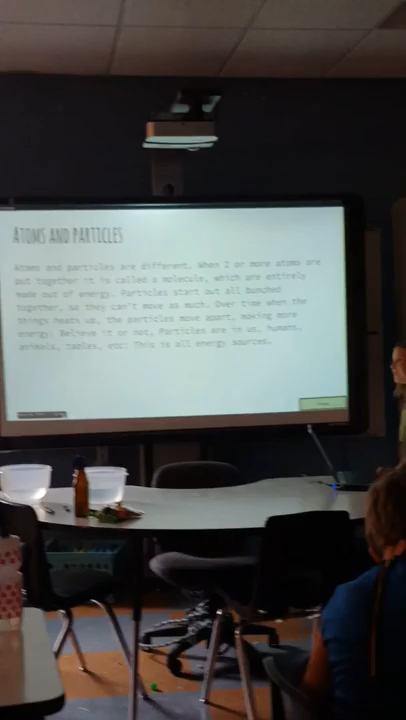 ATOMS AND PARTICLES
Atoms and particles are different. When 2 or more atoms are
put together it is called a molecule, which are entirely
made out of energy. Particles start out all bunched
together, so they can't move as much. Over time when the
things heats up, the particles move apart, making more
energy! Believe it or not, Particles are in us, humans,
animals, tables, etc! This is all energy sources.